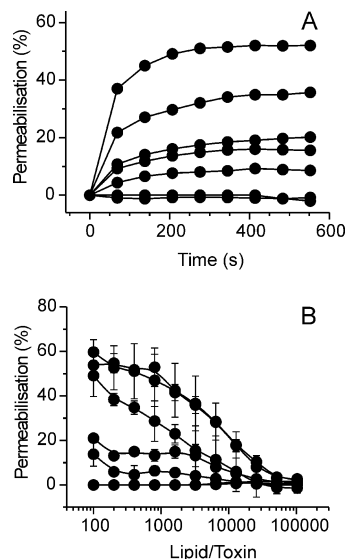 A
60
40
20
0
Permeabilisation (%)
0 200 400 600
Time (s)
B
80
60
40
20
0
Permeabilisation (%)
100 1000 10000 100000
Lipid/Toxin